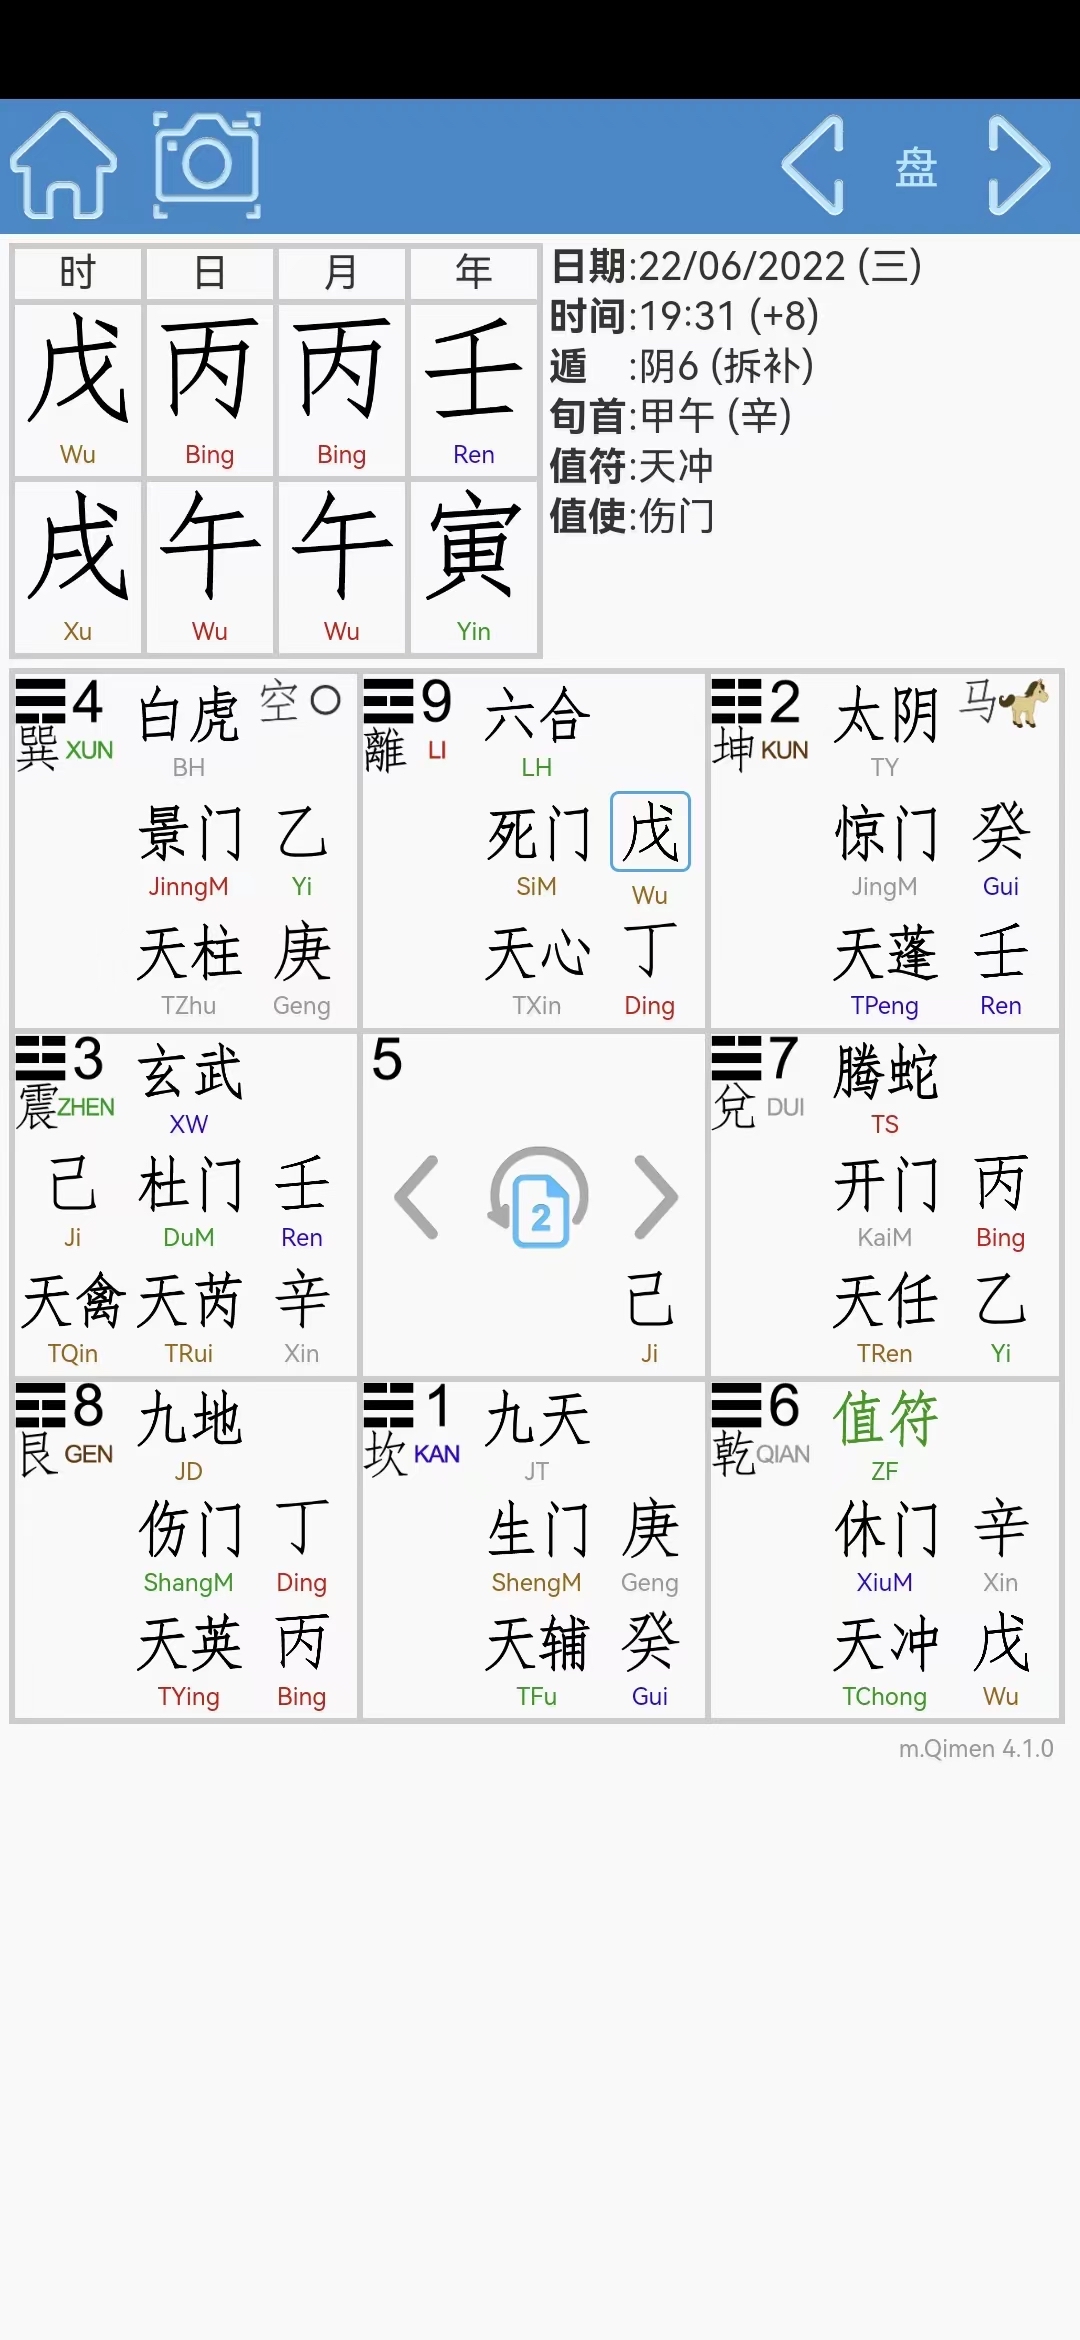 盘
时 日 月 年
戊 丙 丙 壬
Wu Bing Bing Ren
戌 午 午 寅
Xu Wu Wu Yin
日期:22/06/2022 (三)
时间:19:31 (+8)
遁 :阴6 (拆补)
旬首:甲午 (辛)
值符:天冲
值使:伤门
4 白虎 空
巽 XUN BH
景门 乙
JinngM Yi
天柱 庚
TZhu Geng
9 六合
離 LI LH
死门 戊
SiM Wu
天心 丁
TXin Ding
2 太阴 马
坤 KUN TY
惊门 癸
JingM Gui
天蓬 壬
TPeng Ren
3 玄武
震 ZHEN XW
己 杜门 壬
Ji DuM Ren
天禽 天芮 辛
TQin TRui Xin
5
2
己
Ji
7 腾蛇
兌 DUI TS
开门 丙
KaiM Bing
天任 乙
TRen Yi
8 九地
艮 GEN JD
伤门 丁
ShangM Ding
天英 丙
TYing Bing
1 九天
坎 KAN JT
生门 庚
ShengM Geng
天辅 癸
TFu Gui
6 值符
乾 QIAN ZF
休门 辛
XiuM Xin
天冲 戊
TChong Wu
m.Qimen 4.1.0